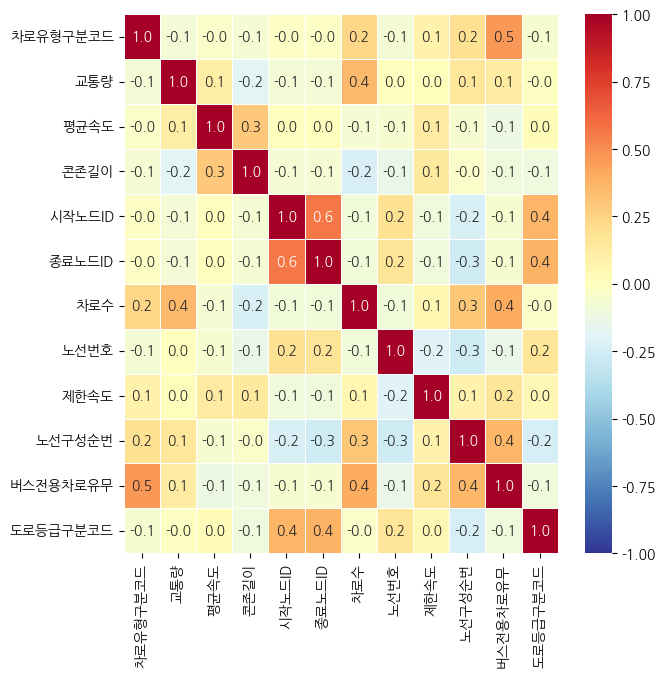 차로유형구분코드 1.0 -0.1 -0.0 -0.1 -0.0 -0.0 0.2 -0.1 0.1 0.2 0.5 -0.1
교통량 -0.1 1.0 0.1 -0.2 -0.1 -0.1 0.4 0.0 0.0 0.1 0.1 -0.0
평균속도 -0.0 0.1 1.0 0.3 0.0 0.0 -0.1 -0.1 0.1 -0.1 -0.1 0.0
콘존길이 -0.1 -0.2 0.3 1.0 -0.1 -0.1 -0.2 -0.1 0.1 -0.0 -0.1 -0.1
시작노드ID -0.0 -0.1 0.0 -0.1 1.0 0.6 -0.1 0.2 -0.1 -0.2 -0.1 0.4
종료노드ID -0.0 -0.1 0.0 -0.1 0.6 1.0 -0.1 0.2 -0.1 -0.3 -0.1 0.4
차로수 0.2 0.4 -0.1 -0.2 -0.1 -0.1 1.0 -0.1 0.1 0.3 0.4 -0.0
노선번호 -0.1 0.0 -0.1 -0.1 0.2 0.2 -0.1 1.0 -0.2 -0.3 -0.1 0.2
제한속도 0.1 0.0 0.1 0.1 -0.1 -0.1 0.1 -0.2 1.0 0.1 0.2 0.0
노선구성순번 0.2 0.1 -0.1 -0.0 -0.2 -0.3 0.3 -0.3 0.1 1.0 0.4 -0.2
버스전용차로유무 0.5 0.1 -0.1 -0.1 -0.1 -0.1 0.4 -0.1 0.2 0.4 1.0 -0.1
도로등급구분코드 -0.1 -0.0 0.0 -0.1 0.4 0.4 -0.0 0.2 0.0 -0.2 -0.1 1.0
차로유형구분코드
교통량
평균속도
콘존길이
시작노드ID
종료노드ID
차로수
노선번호
제한속도
노선구성순번
버스전용차로유무
도로등급구분코드
1.00
0.75
0.50
0.25
0.00
-0.25
-0.50
-0.75
-1.00